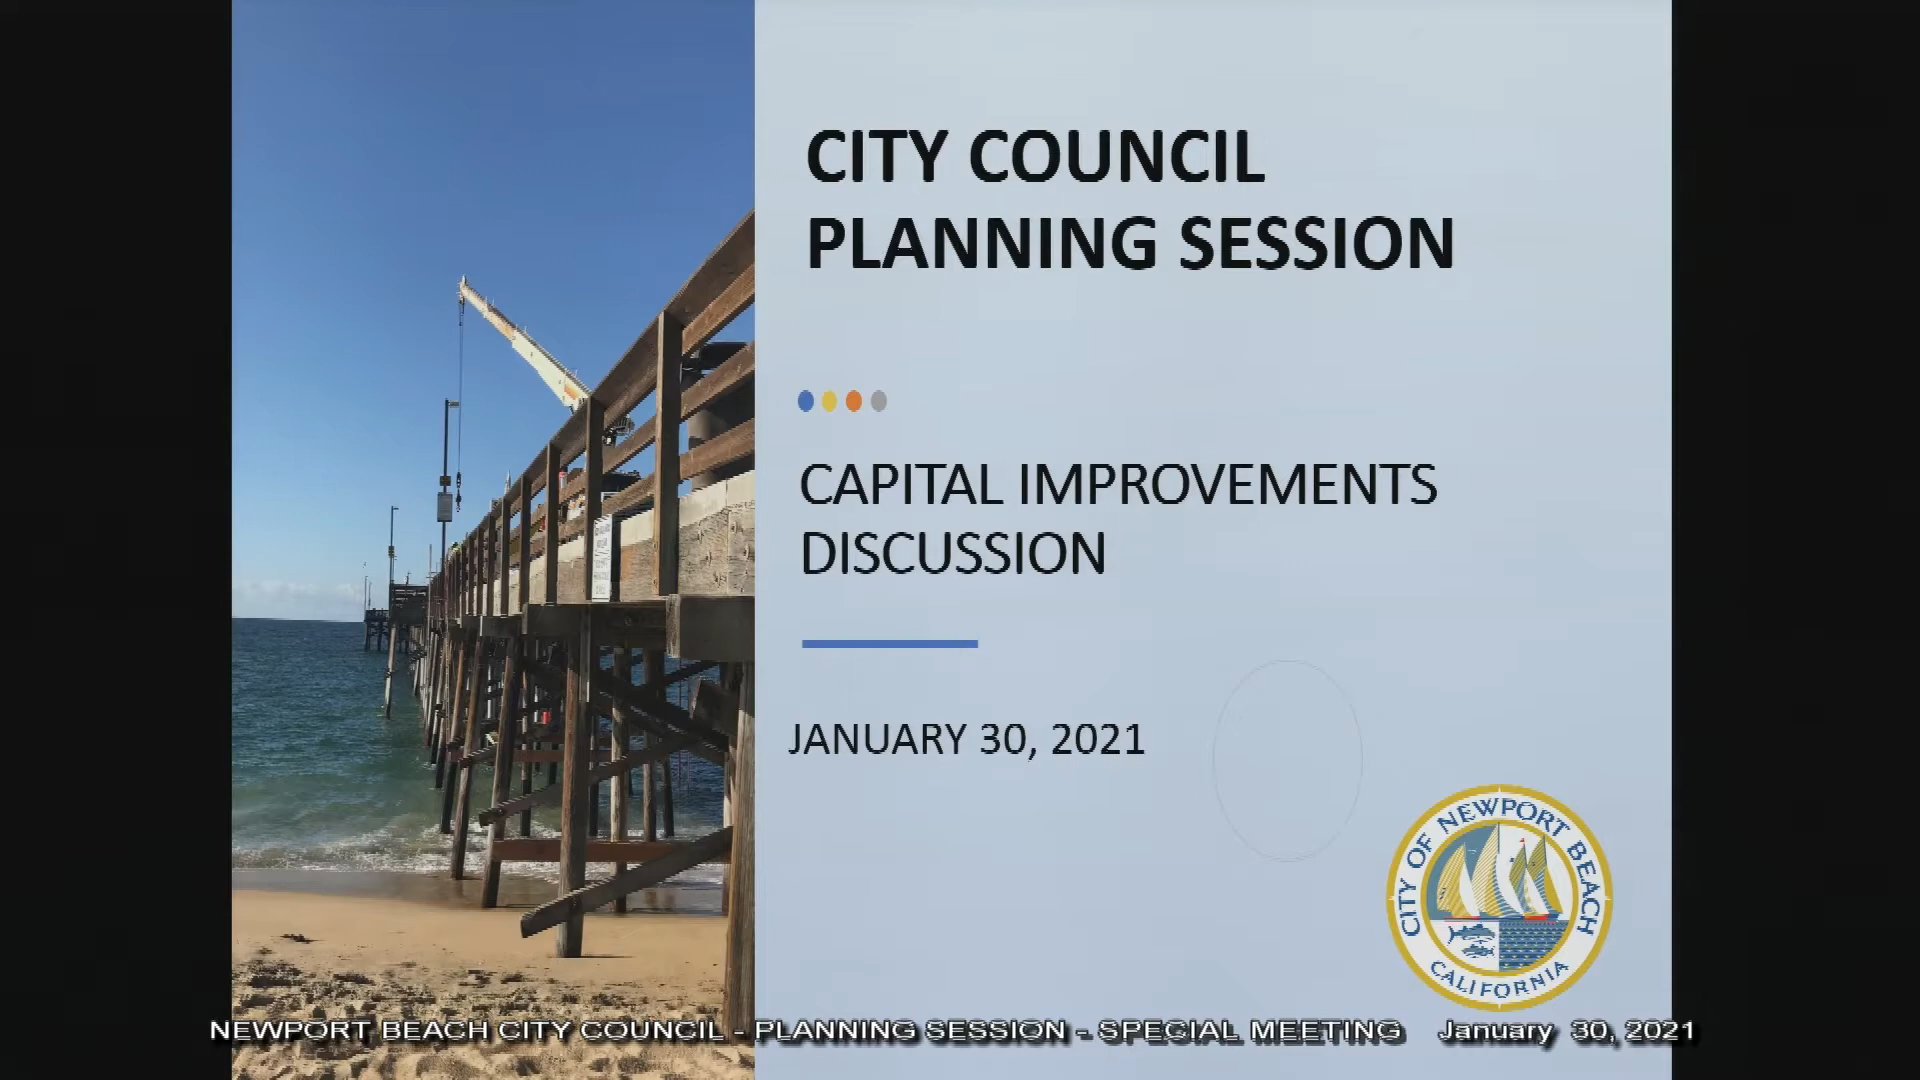 CITY COUNCIL
PLANNING SESSION
CAPITAL IMPROVEMENTS
DISCUSSION
JANUARY 30, 2021
CITY OF NEWPORT BEACH
CALIFORNIA
NEWPORT BEACH CITY COUNCIL - PLANNING SESSION - SPECIAL MEETING January 30, 2021